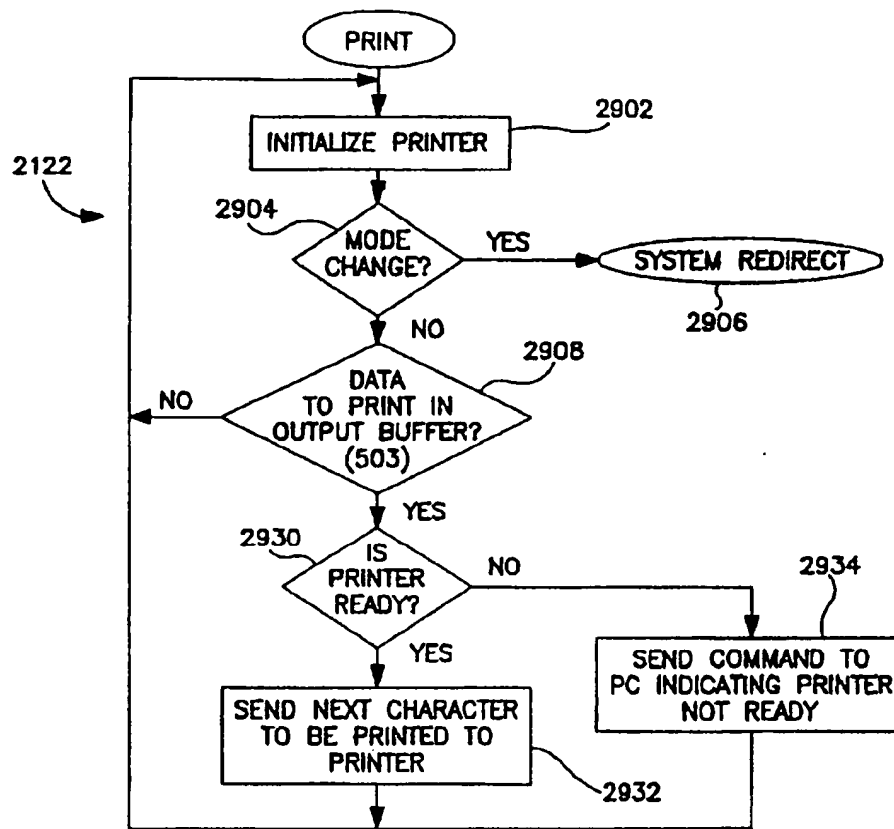 PRINT
2902
INITIALIZE PRINTER
2122
2904
MODE
CHANGE?
YES
SYSTEM REDIRECT
2906
NO
2908
DATA
TO PRINT IN
OUTPUT BUFFER?
(503)
NO
YES
2930
IS
PRINTER
READY?
NO
2934
YES
SEND COMMAND TO
PC INDICATING PRINTER
NOT READY
SEND NEXT CHARACTER
TO BE PRINTED TO
PRINTER
2932